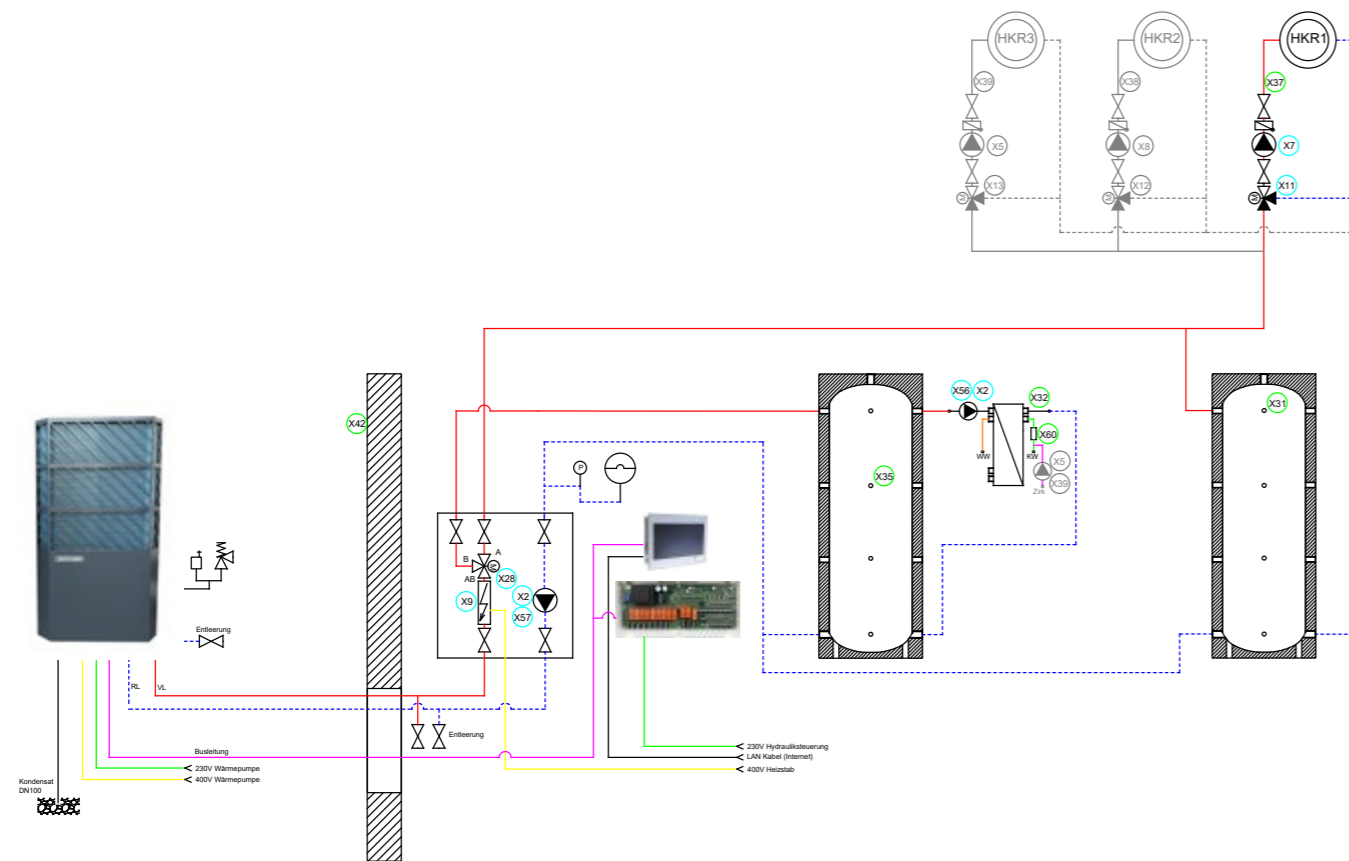 HKR3
HKR2
HKR1
X39
X38
X37
X5
X8
X7
X13
X12
X11
M
M
M
X42
X56
X2
X32
X31
X60
WW
KW
X5
X35
X39
Zirk
P
A
B
M
AB
X28
X9
X2
X57
Entleerung
RL
VL
Entleerung
Busleitung
230V Hydrauliksteuerung
LAN Kabel (Internet)
230V Wärmepumpe
400V Heizstab
400V Wärmepumpe
Kondensat
DN100